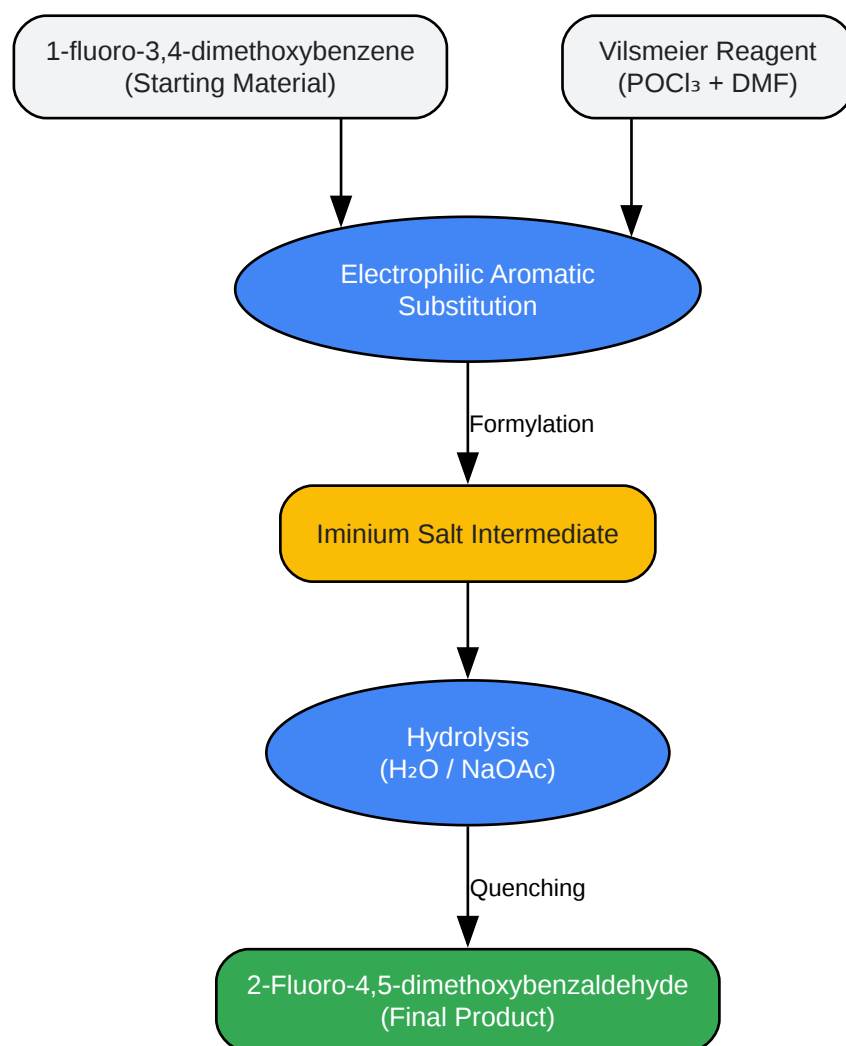 1-fluoro-3,4-dimethoxybenzene
(Starting Material)
Vilsmeier Reagent
(POCl₃ + DMF)
Electrophilic Aromatic
Substitution
Formylation
Iminium Salt Intermediate
Hydrolysis
(H₂O / NaOAc)
Quenching
2-Fluoro-4,5-dimethoxybenzaldehyde
(Final Product)